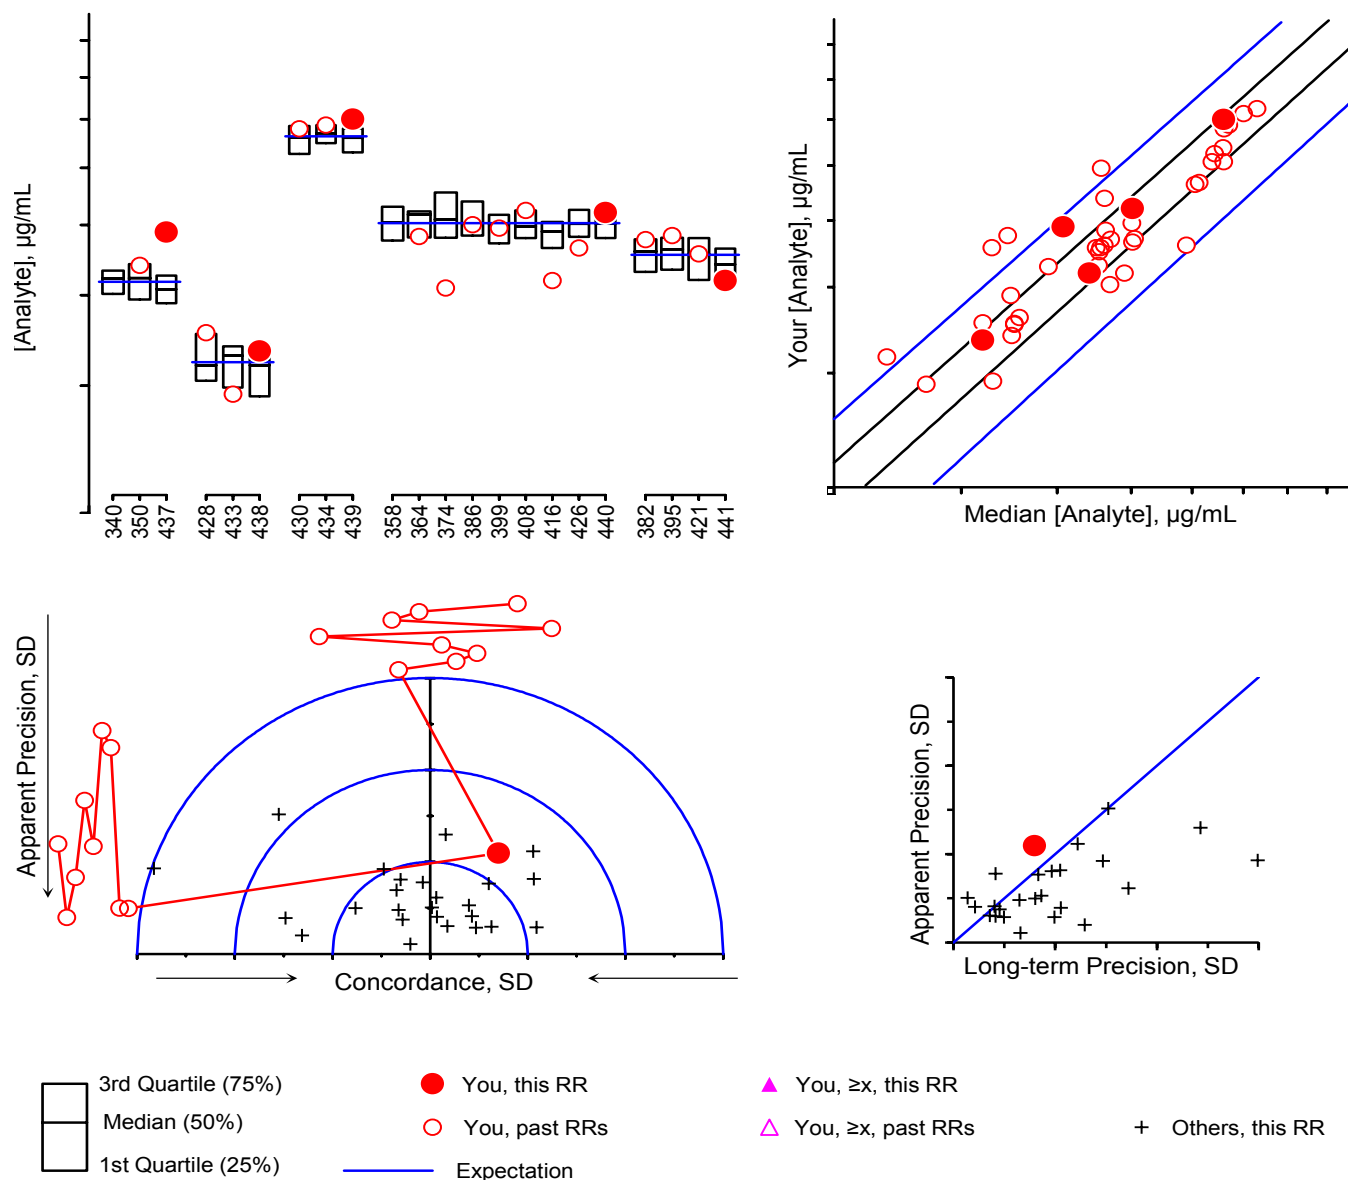 [Analyte], µg/mL
340 350 437 428 433 438 430 434 439 358 364 374 386 399 408 416 426 440 382 395 421 441
Your [Analyte], µg/mL
Median [Analyte], µg/mL
Apparent Precision, SD
Concordance, SD
Apparent Precision, SD
Long-term Precision, SD
3rd Quartile (75%)
Median (50%)
1st Quartile (25%)
You, this RR
You, past RRs
Expectation
You, ≥x, this RR
You, ≥x, past RRs
Others, this RR